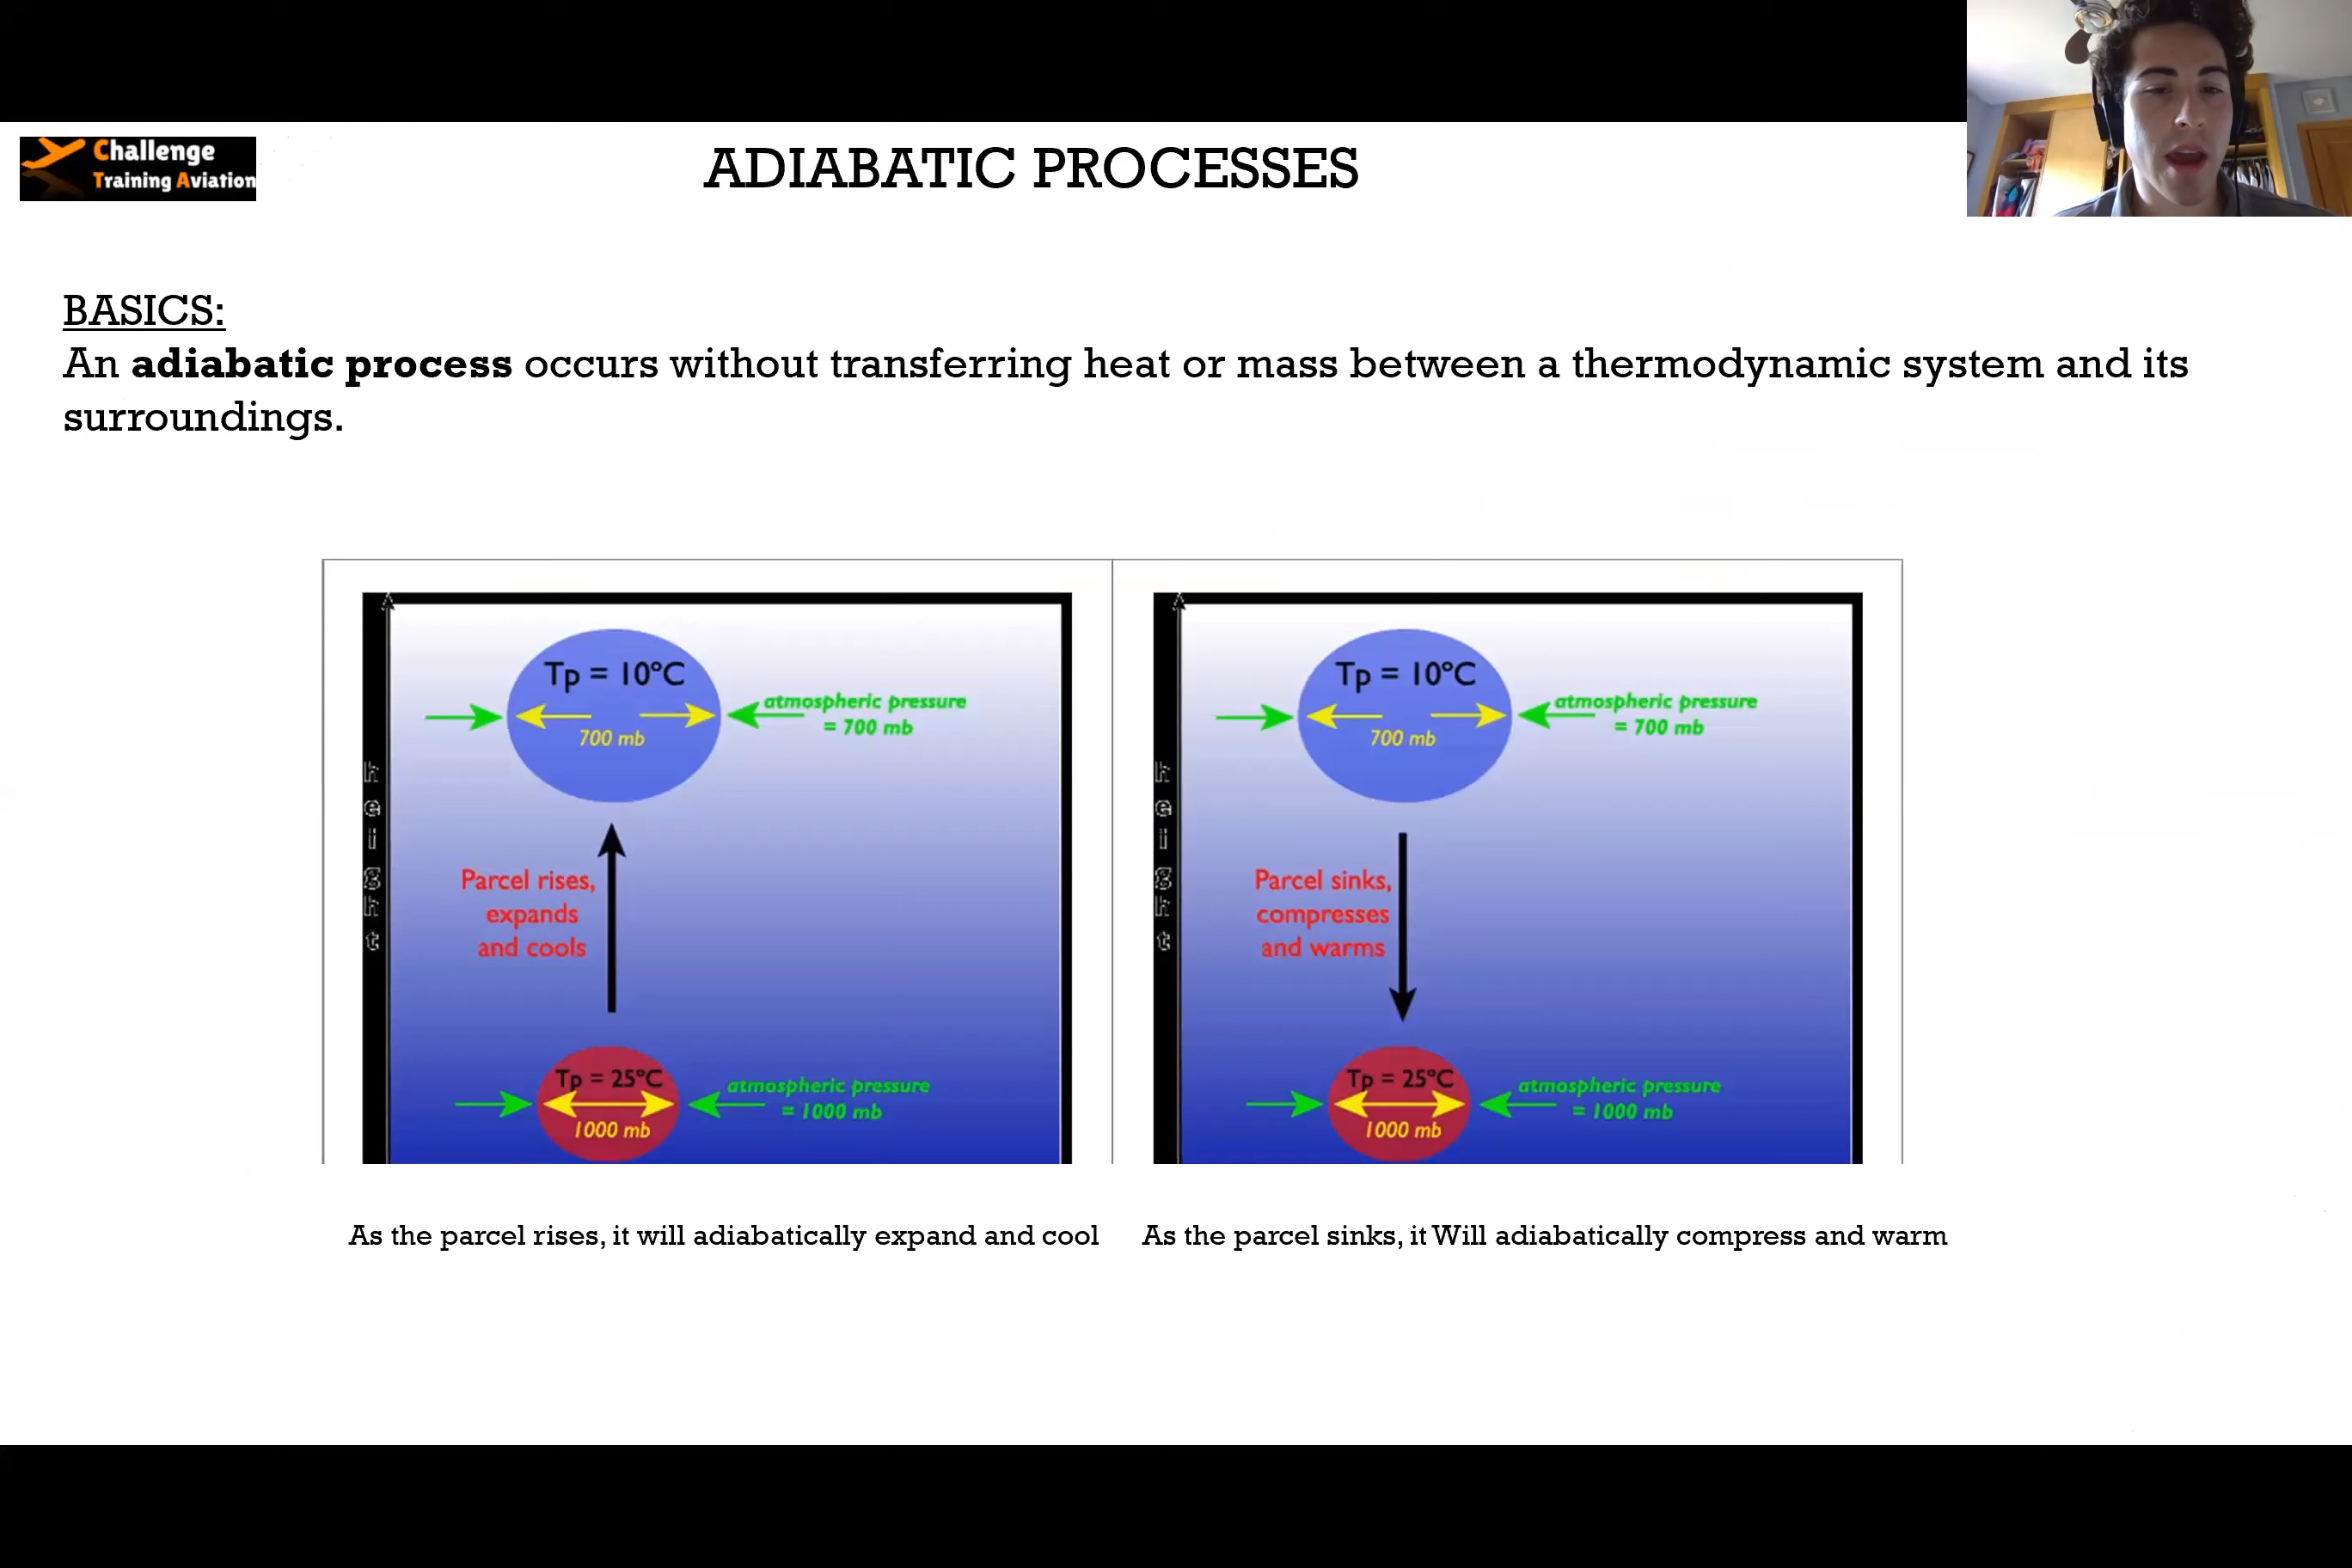 Challenge
Training Aviation
ADIABATIC PROCESSES
BASICS:
An adiabatic process occurs without transferring heat or mass between a thermodynamic system and its
surroundings.
height
Tp = 10°C
700 mb
atmospheric pressure
= 700 mb
Parcel rises,
expands
and cools
Tp = 25°C
1000 mb
atmospheric pressure
= 1000 mb
height
Tp = 10°C
700 mb
atmospheric pressure
= 700 mb
Parcel sinks,
compresses
and warms
Tp = 25°C
1000 mb
atmospheric pressure
= 1000 mb
As the parcel rises, it will adiabatically expand and cool
As the parcel sinks, it Will adiabatically compress and warm